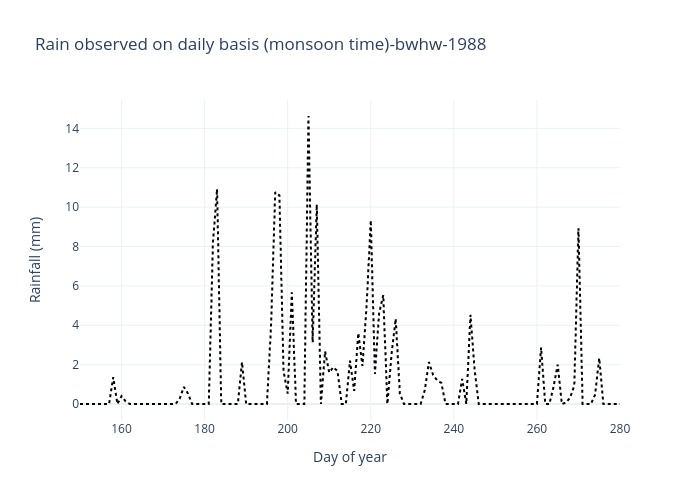 Rain observed on daily basis (monsoon time)-bwhw-1988
14
12
10
8
6
4
2
0
Rainfall (mm)
160 180 200 220 240 260 280
Day of year